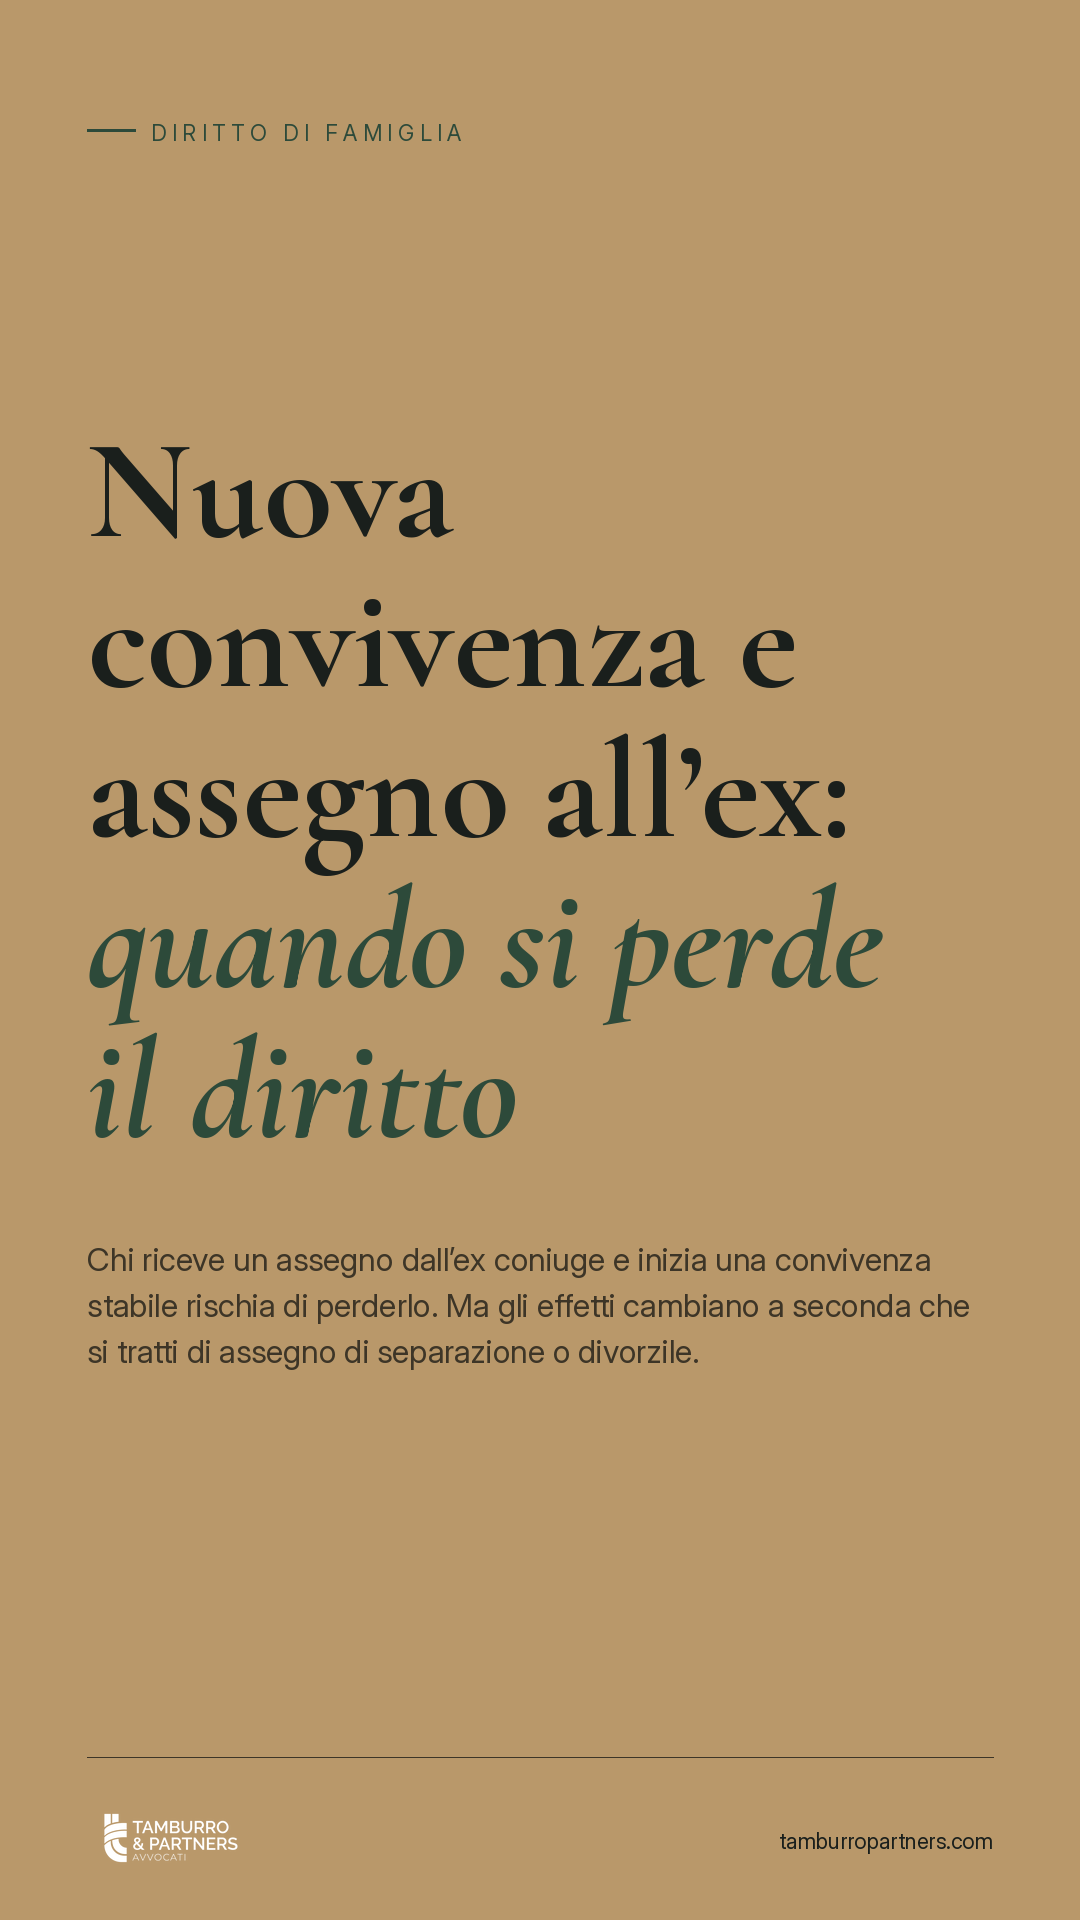 DIRITTO DI FAMIGLIA
Nuova
convivenza e
assegno all’ex:
quando si perde
il diritto
Chi riceve un assegno dall’ex coniuge e inizia una convivenza
stabile rischia di perderlo. Ma gli effetti cambiano a seconda che
si tratti di assegno di separazione o divorzile.
TAMBURRO
& PARTNERS
AVVOCATI
tamburropartners.com